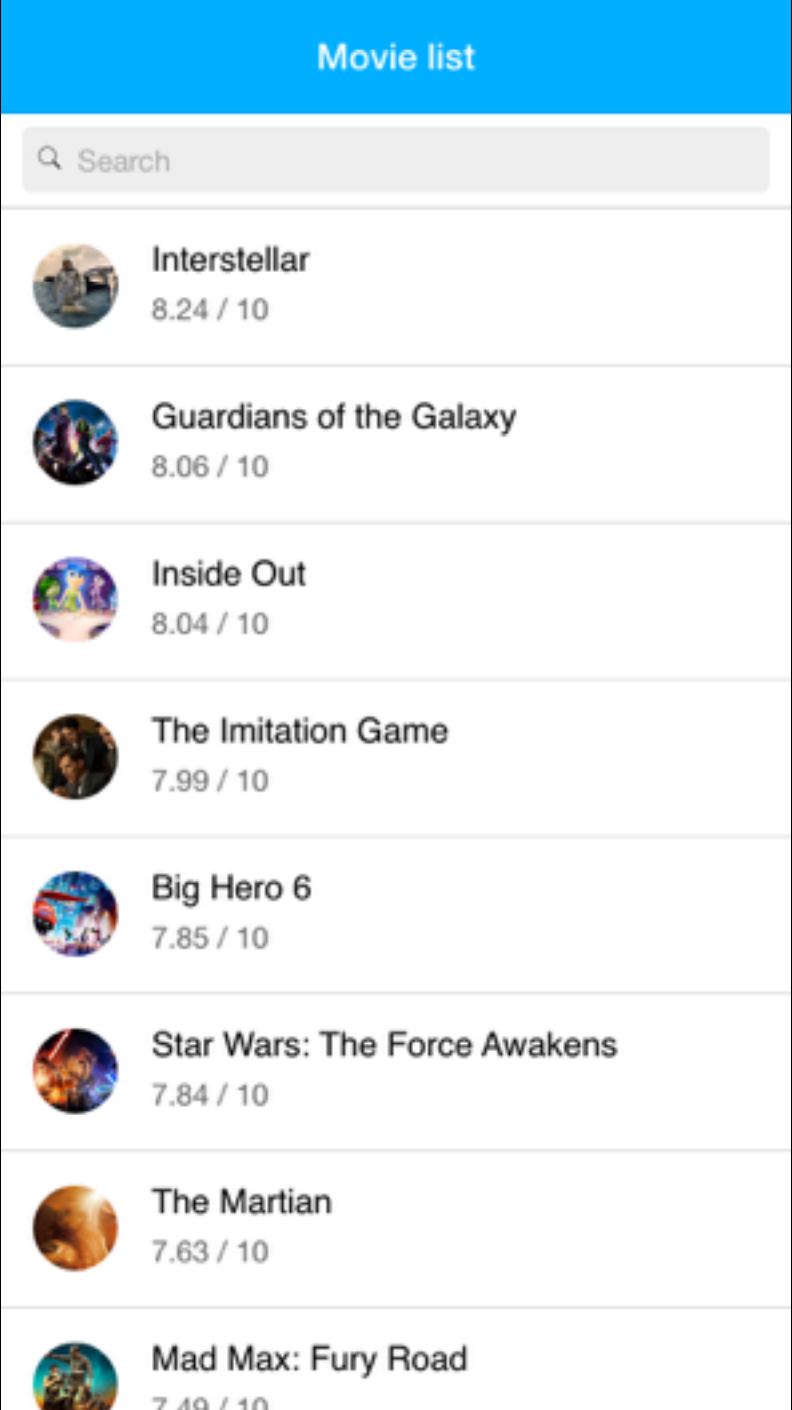 Movie list
Search
Interstellar
8.24 / 10
Guardians of the Galaxy
8.06 / 10
Inside Out
8.04 / 10
The Imitation Game
7.99 / 10
Big Hero 6
7.85 / 10
Star Wars: The Force Awakens
7.84 / 10
The Martian
7.63 / 10
Mad Max: Fury Road
7.49 / 10